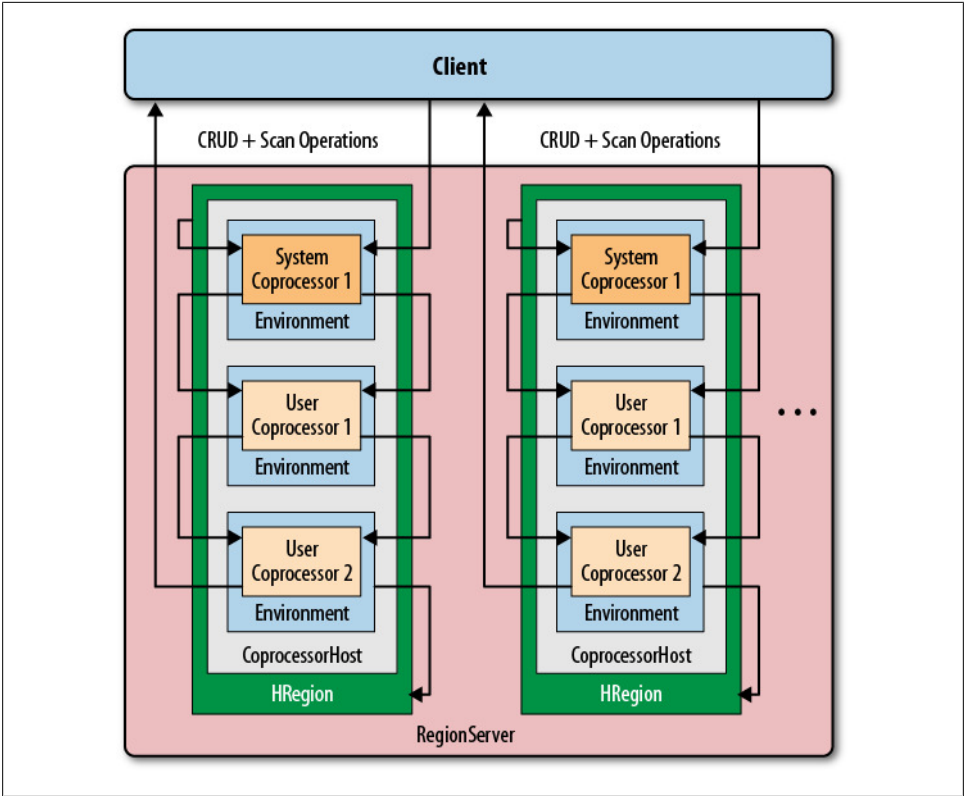 Client
CRUD + Scan Operations
CRUD + Scan Operations
System
Coprocessor 1
Environment
User
Coprocessor 1
Environment
User
Coprocessor 2
Environment
CoprocessorHost
HRegion
System
Coprocessor 1
Environment
User
Coprocessor 1
Environment
User
Coprocessor 2
Environment
CoprocessorHost
HRegion
...
RegionServer